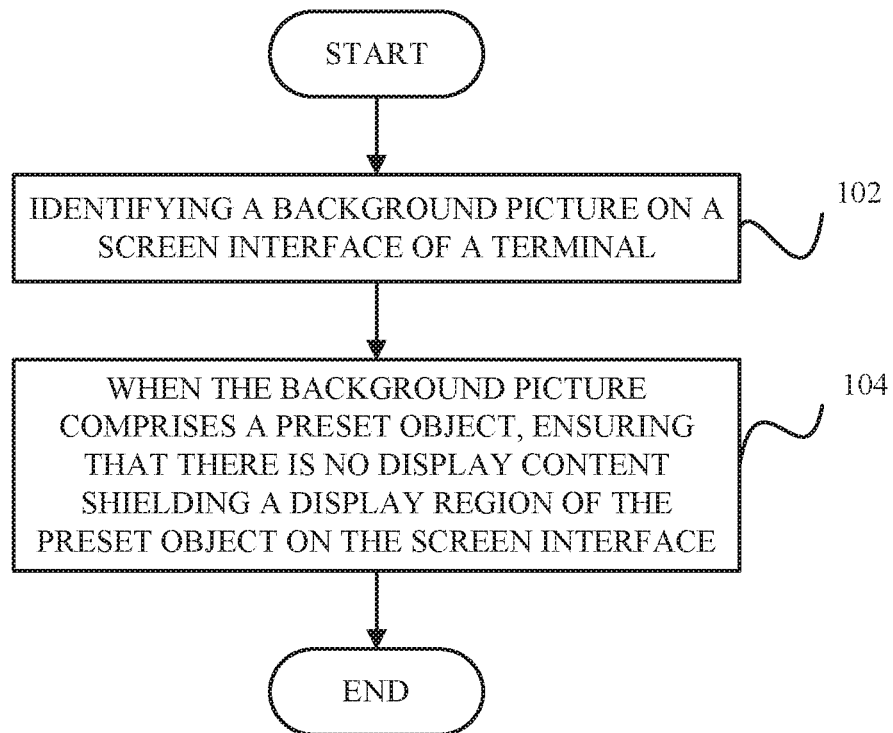 START
IDENTIFYING A BACKGROUND PICTURE ON A
SCREEN INTERFACE OF A TERMINAL
102
WHEN THE BACKGROUND PICTURE
COMPRISES A PRESET OBJECT, ENSURING
THAT THERE IS NO DISPLAY CONTENT
SHIELDING A DISPLAY REGION OF THE
PRESET OBJECT ON THE SCREEN INTERFACE
104
END